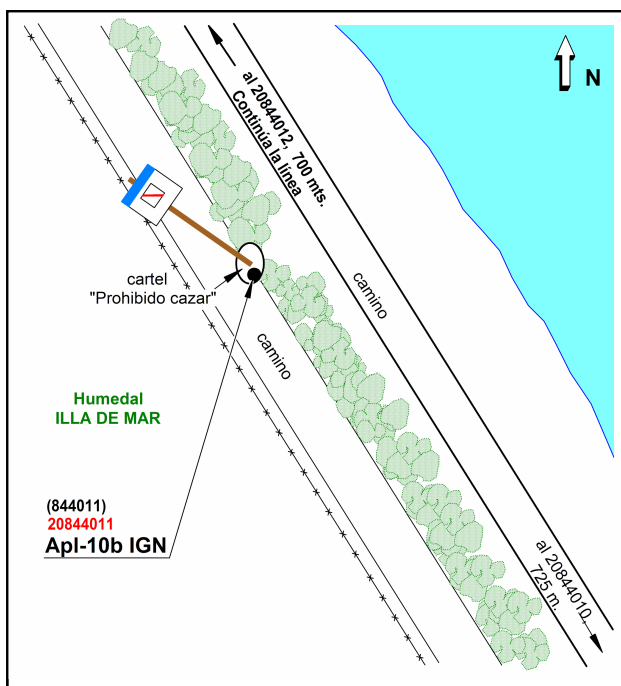 al 20844012, 700 mts.
Continúa la línea
N
cartel
"Prohibido cazar"
camino
camino
Humedal
ILLA DE MAR
(844011)
20844011
Apl-10b IGN
al 20844010,
725 m.